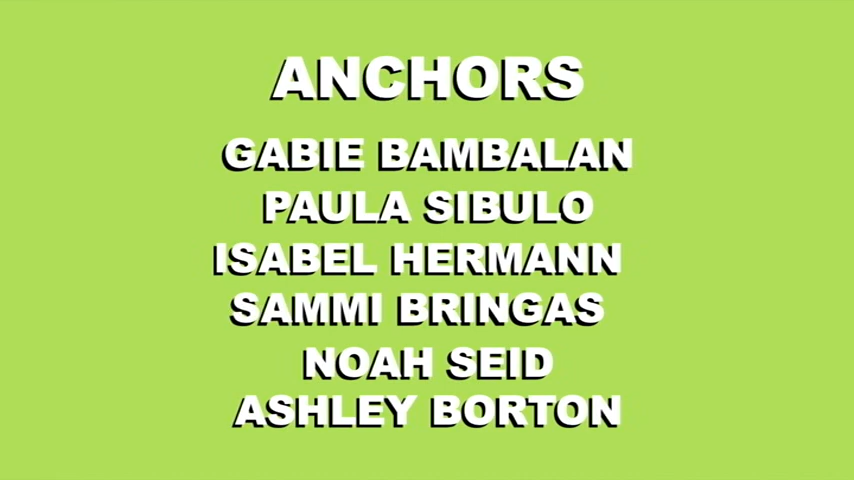 ANCHORS
GABIE BAMBALAN
PAULA SIBULO
ISABEL HERMANN
SAMMI BRINGAS
NOAH SEID
ASHLEY BORTON